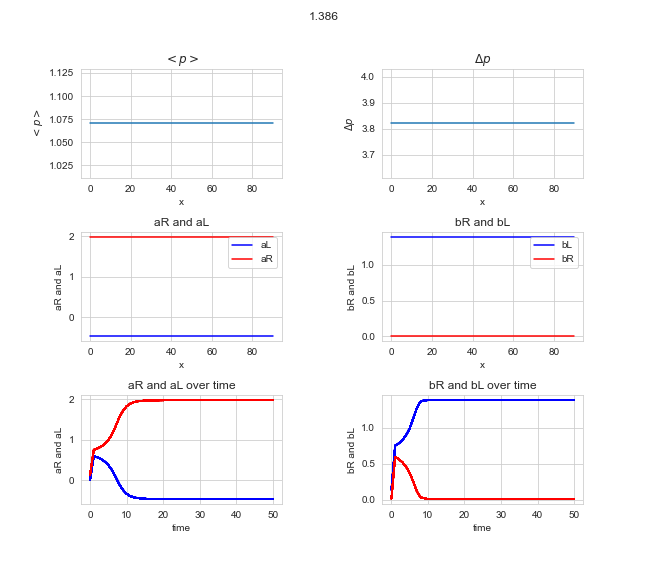 1.386
< p >
Δp
1.125
1.100
1.075
1.050
1.025
< p >
0 20 40 60 80
x
4.0
3.9
3.8
3.7
Δp
0 20 40 60 80
x
aR and aL
bR and bL
2
1
0
aR and aL
aL
aR
0 20 40 60 80
x
1.0
0.5
0.0
bR and bL
bL
bR
0 20 40 60 80
x
aR and aL over time
bR and bL over time
2
1
0
aR and aL
0 10 20 30 40 50
time
1.0
0.5
0.0
bR and bL
0 10 20 30 40 50
time